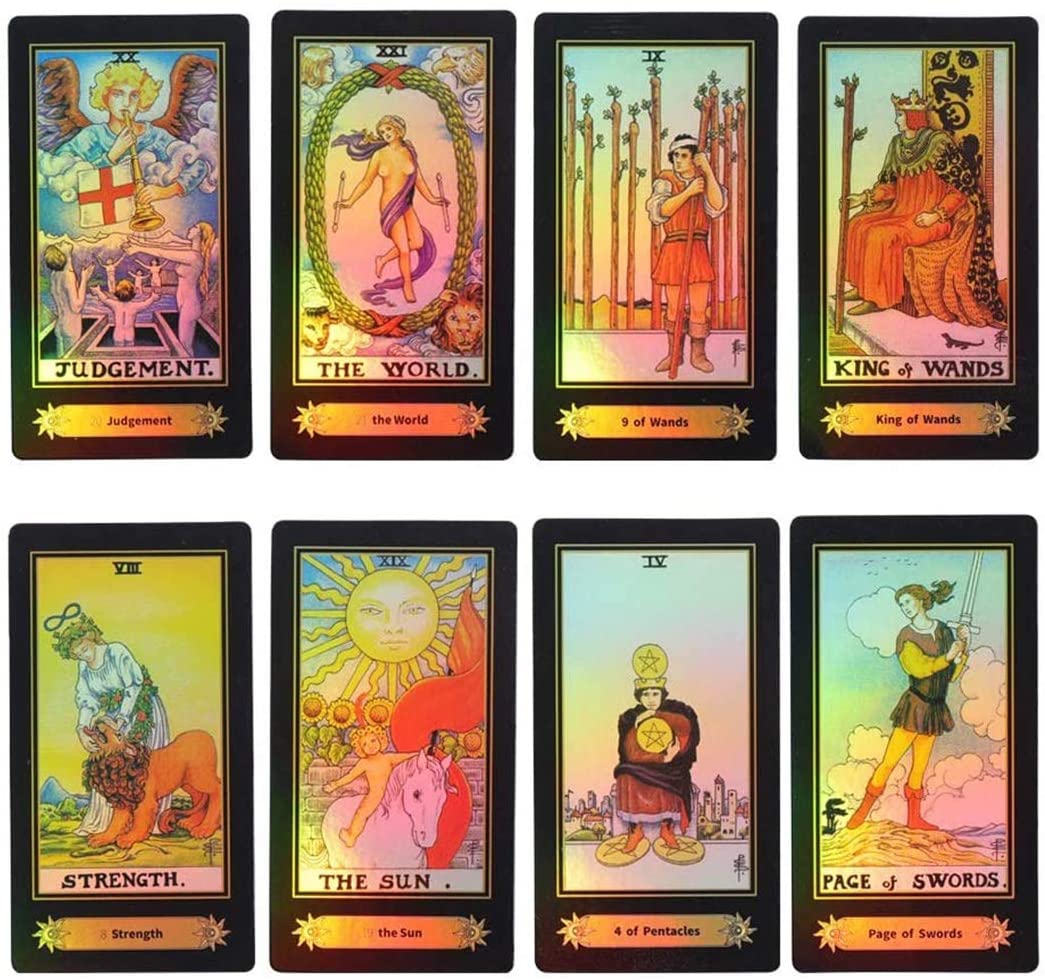 XX
JUDGEMENT.
20 Judgement
XXI
THE WORLD.
21 the World
IX
9 of Wands
KING of WANDS
King of Wands
VIII
STRENGTH.
8 Strength
XIX
THE SUN .
19 the Sun
IV
4 of Pentacles
PAGE of SWORDS.
Page of Swords